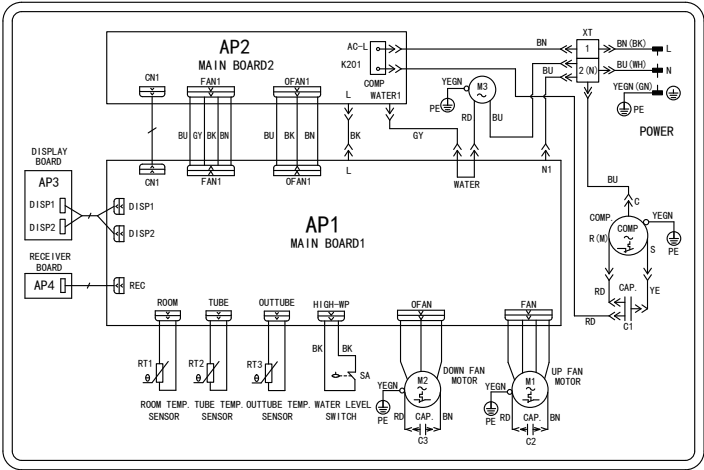 AP2
MAIN BOARD2
AC-L
K201
COMP
CN1
FAN1
OFAN1
L
WATER1
BN
XT
1
2(N)
BN(BK)
L
BU(WH)
N
YEGN(GN)
PE
POWER
BU
YEGN
PE
M3
RD
BU
BU
GY
BK
BN
BU
BK
BN
BK
GY
CN1
FAN1
OFAN1
L
WATER
N1
DISPLAY
BOARD
AP3
DISP1
DISP2
DISP1
DISP2
RECEIVER
BOARD
AP4
REC
AP1
MAIN BOARD1
BU
C
COMP.
COMP
YEGN
PE
R(M)
S
RD
CAP.
YE
RD
C1
ROOM
TUBE
OUTTUBE
HIGH-WP
OFAN
FAN
BK
BK
RT1
θ
RT2
θ
RT3
θ
SA
ROOM TEMP.
SENSOR
TUBE TEMP.
SENSOR
OUTTUBE TEMP.
SENSOR
WATER LEVEL
SWITCH
YEGN
PE
M2
DOWN FAN
MOTOR
RD
CAP.
BN
C3
YEGN
PE
M1
UP FAN
MOTOR
RD
CAP.
BN
C2